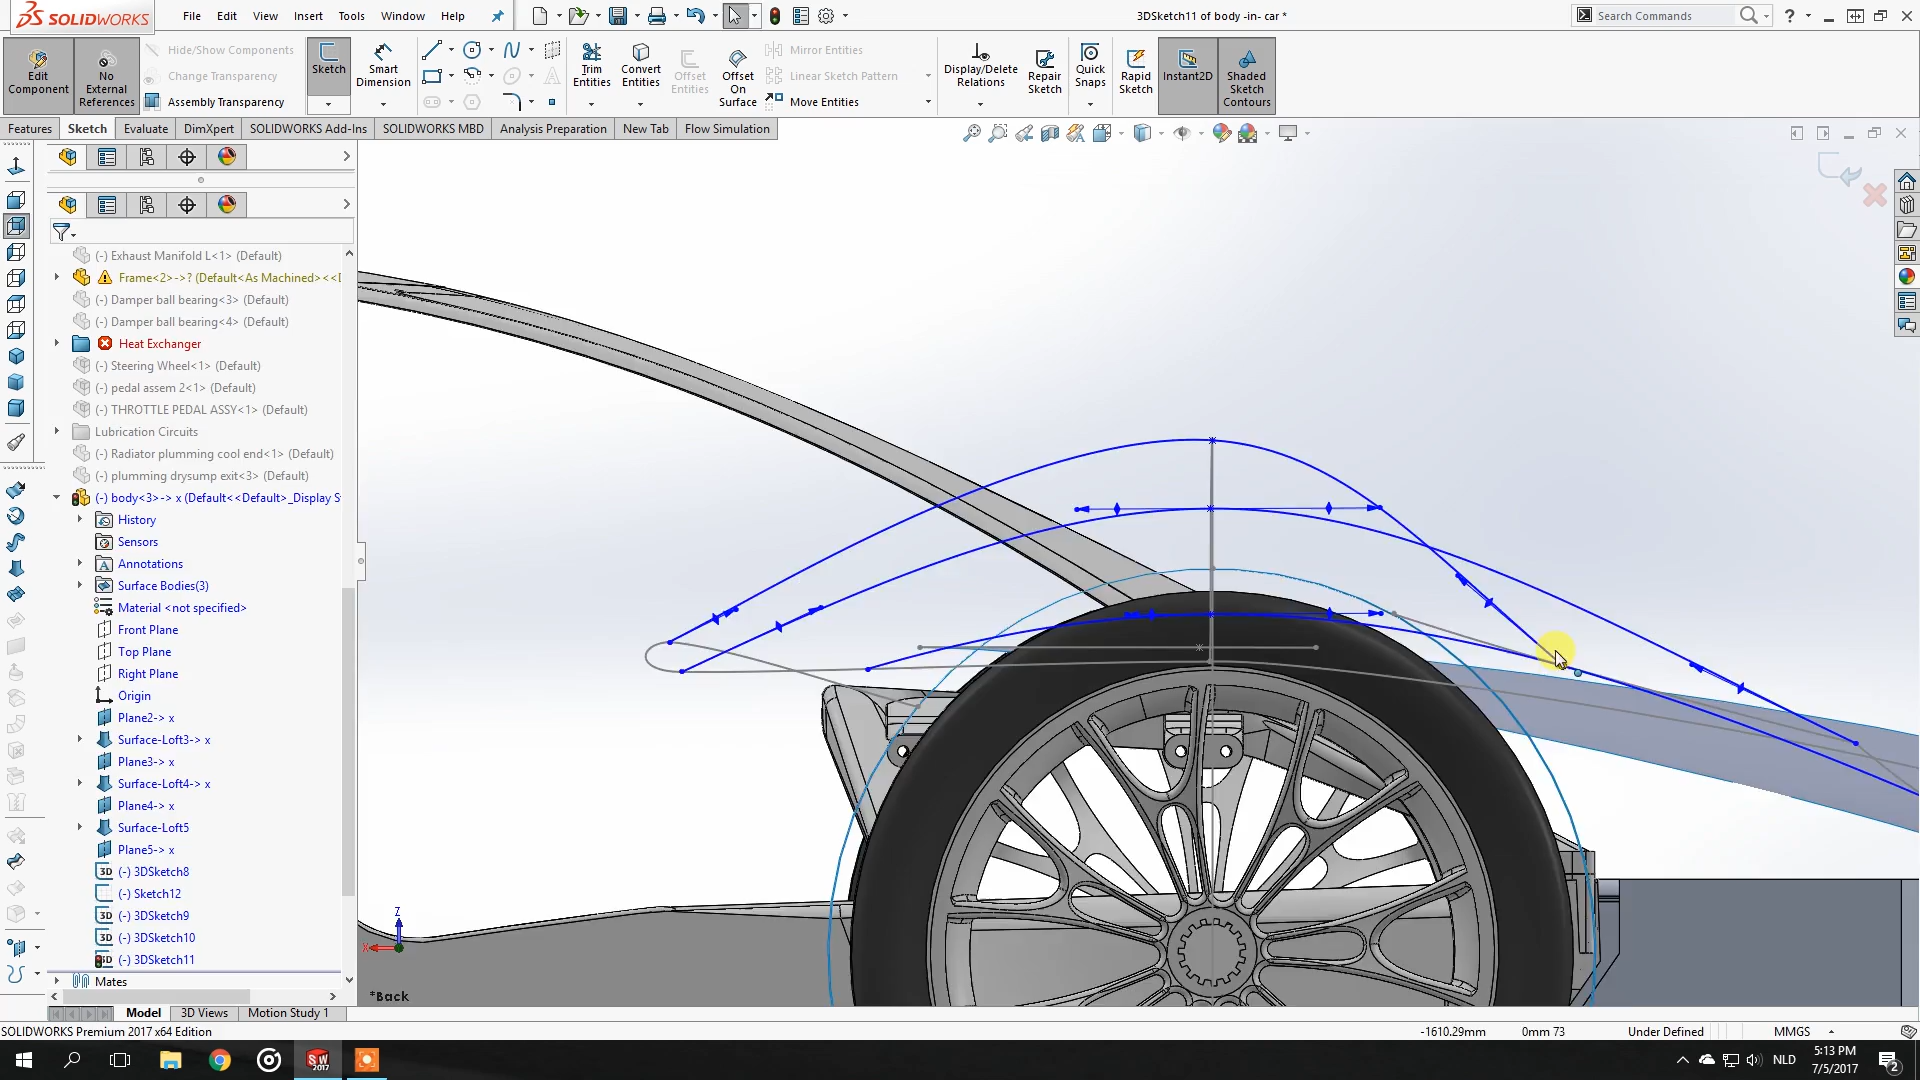 SOLIDWORKS
File Edit View Insert Tools Window Help
3DSketch11 of body -in- car *
Search Commands
Edit Component
No External References
Hide/Show Components
Change Transparency
Assembly Transparency
Sketch
Smart Dimension
Trim Entities
Convert Entities
Offset Entities
Offset On Surface
Mirror Entities
Linear Sketch Pattern
Move Entities
Display/Delete Relations
Repair Sketch
Quick Snaps
Rapid Sketch
Instant2D
Shaded Sketch Contours
Features Sketch Evaluate DimXpert SOLIDWORKS Add-Ins SOLIDWORKS MBD Analysis Preparation New Tab Flow Simulation
(-) Exhaust Manifold L<1> (Default)
Frame<2>->? (Default<As Machined><<D
(-) Damper ball bearing<3> (Default)
(-) Damper ball bearing<4> (Default)
Heat Exchanger
(-) Steering Wheel<1> (Default)
(-) pedal assem 2<1> (Default)
(-) THROTTLE PEDAL ASSY<1> (Default)
Lubrication Circuits
(-) Radiator plumming cool end<1> (Default)
(-) plumming drysump exit<3> (Default)
(-) body<3>-> x (Default<<Default>_Display S
History
Sensors
Annotations
Surface Bodies(3)
Material <not specified>
Front Plane
Top Plane
Right Plane
Origin
Plane2-> x
Surface-Loft3-> x
Plane3-> x
Surface-Loft4-> x
Plane4-> x
Surface-Loft5
Plane5-> x
3D (-) 3DSketch8
(-) Sketch12
3D (-) 3DSketch9
3D (-) 3DSketch10
3D (-) 3DSketch11
Mates
Z
X
*Back
Model 3D Views Motion Study 1
SOLIDWORKS Premium 2017 x64 Edition
-1610.29mm 0mm 73 Under Defined MMGS
SW 2017
NLD
5:13 PM
7/5/2017
2